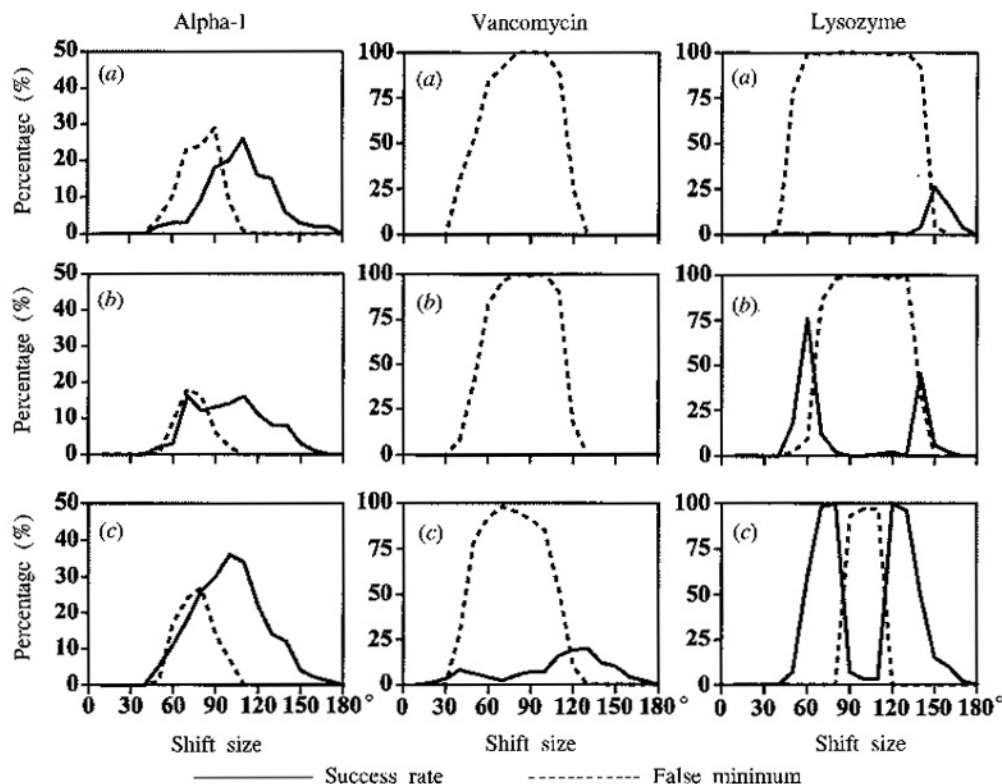 Alpha-1 Vancomycin Lysozyme
50 100 100
(a) (a) (a)
40
75 75
30
50 50
20
25 25
10
0 0 0
Percentage (%)
50 100 100
(b) (b) (b)
40
75 75
30
50 50
20
25 25
10
0 0 0
Percentage (%)
50 100 100
(c) (c) (c)
40
75 75
30
50 50
20
25 25
10
0 0 0
Percentage (%)
0 30 60 90 120 150 180° 0 30 60 90 120 150 180° 0 30 60 90 120 150 180°
Shift size Shift size Shift size
Success rate False minimum